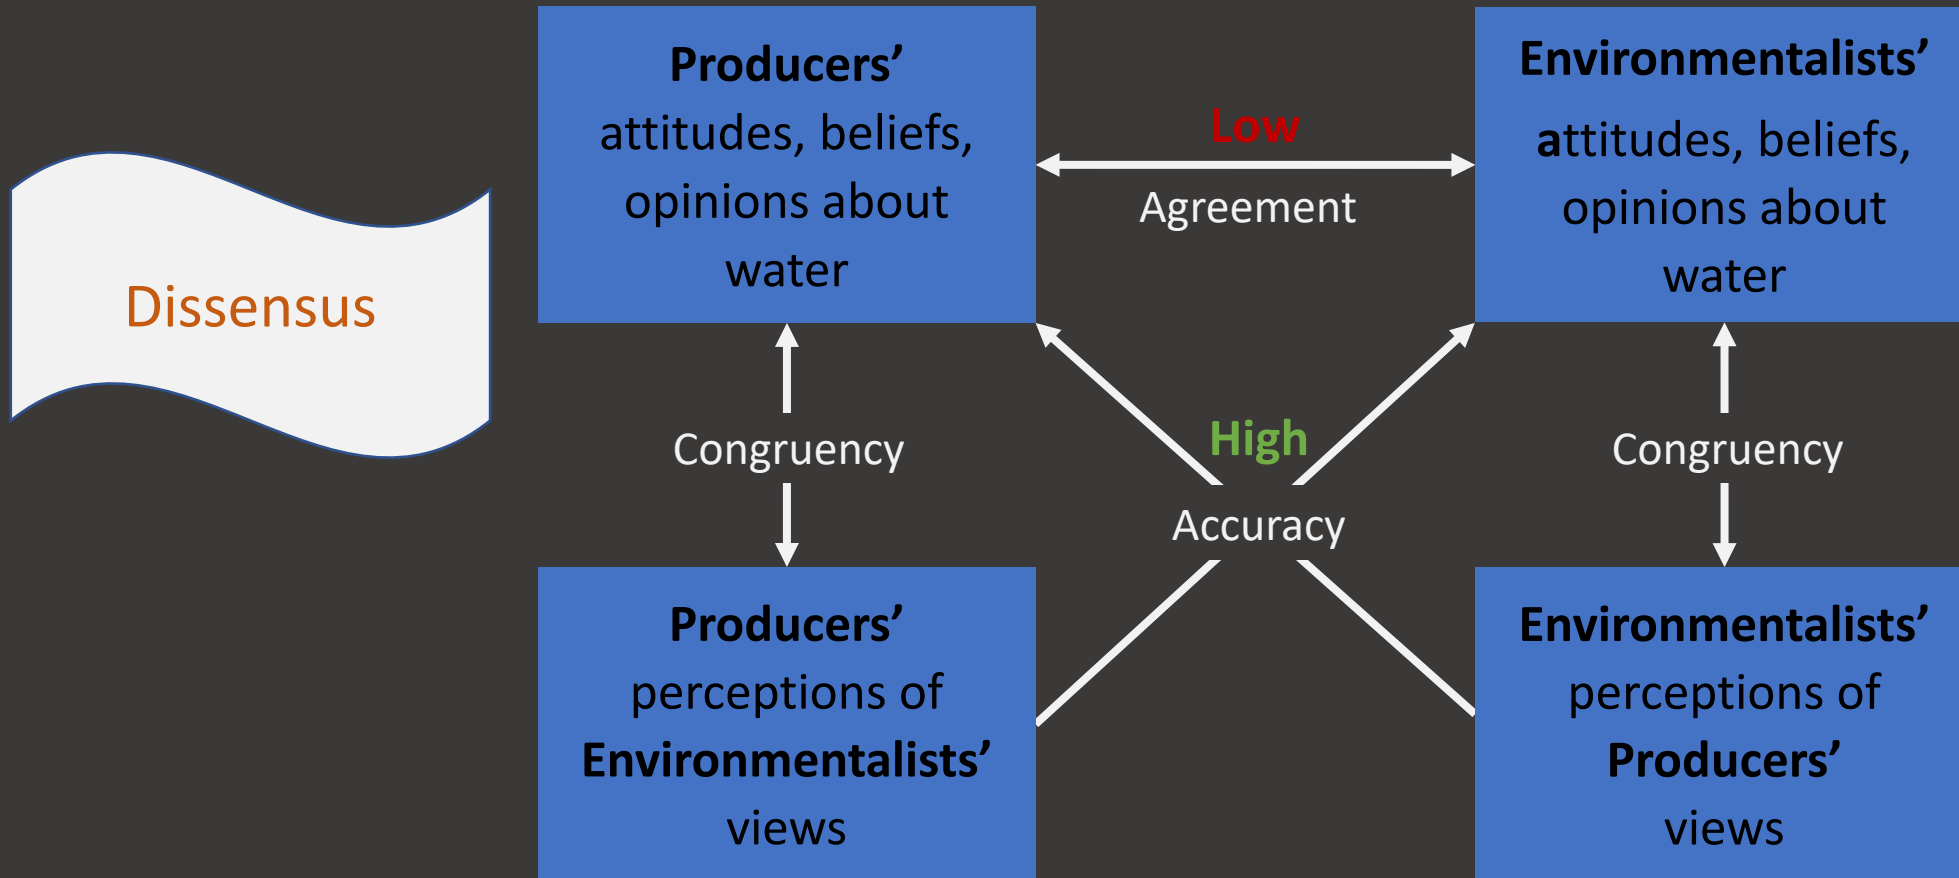 Producers’
attitudes, beliefs,
opinions about
water
Low
Agreement
Environmentalists’
attitudes, beliefs,
opinions about
water
Dissensus
Congruency
High
Accuracy
Congruency
Producers’
perceptions of
Environmentalists’
views
Environmentalists’
perceptions of
Producers’
views